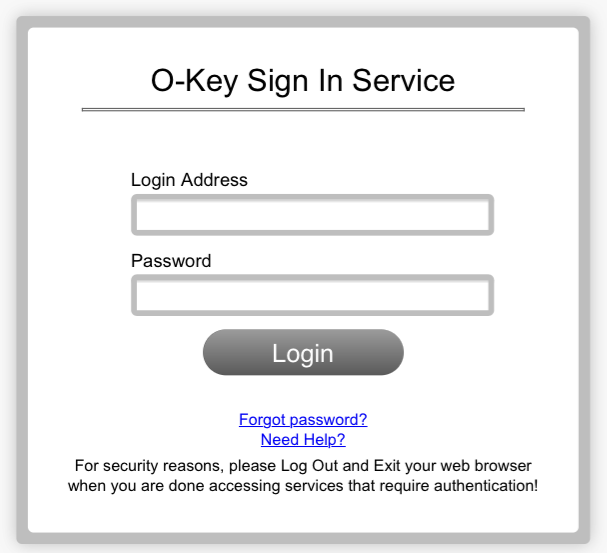 O-Key Sign In Service
Login Address
Password
Login
Forgot password?
Need Help?
For security reasons, please Log Out and Exit your web browser
when you are done accessing services that require authentication!